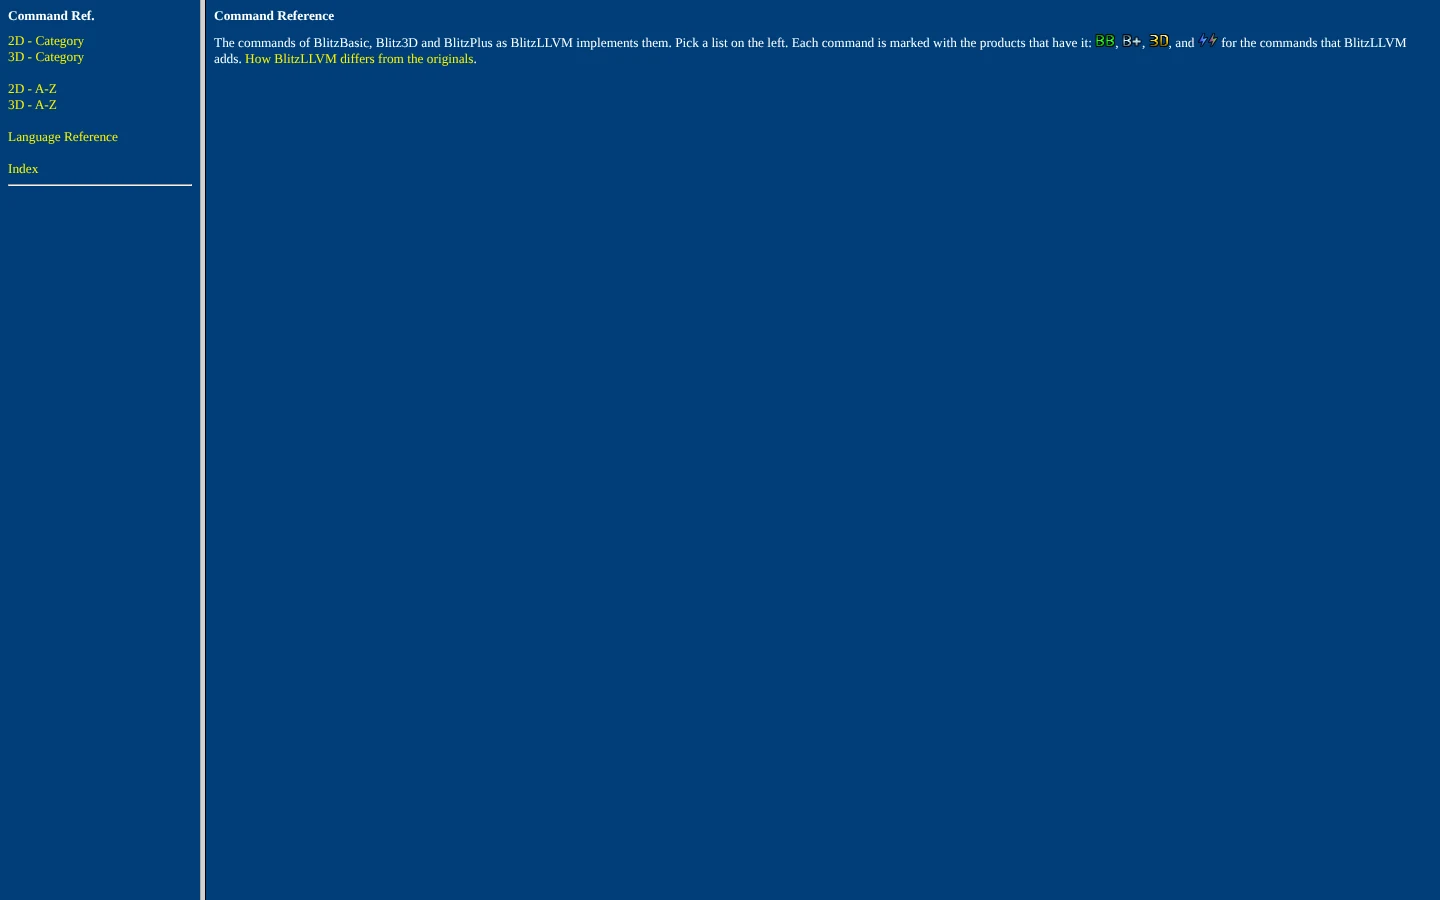 Command Ref.
2D - Category
3D - Category
2D - A-Z
3D - A-Z
Language Reference
Index
Command Reference
The commands of BlitzBasic, Blitz3D and BlitzPlus as BlitzLLVM implements them. Pick a list on the left. Each command is marked with the products that have it: BB, B+, 3D, and for the commands that BlitzLLVM
adds. How BlitzLLVM differs from the originals.